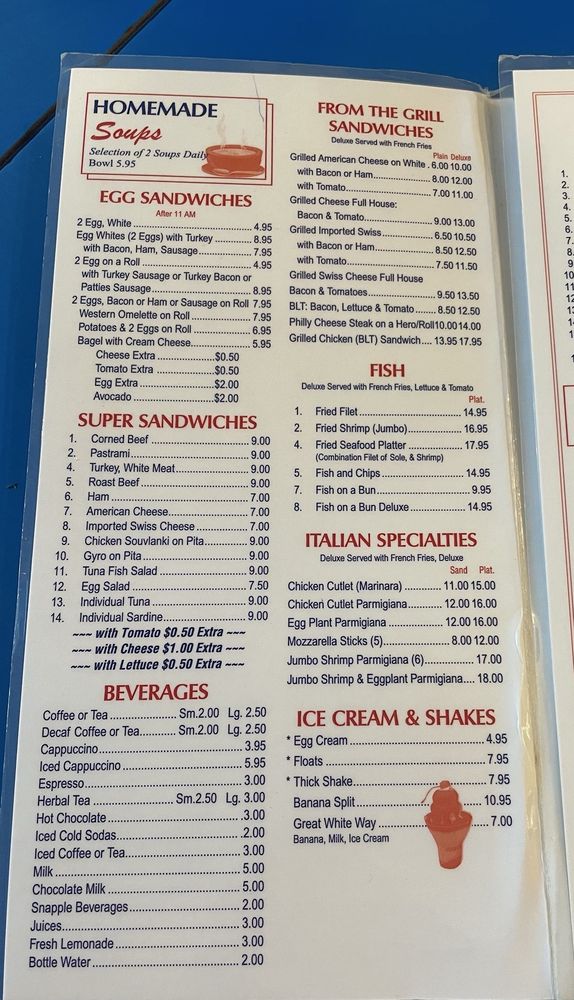 HOMEMADE
Soups
Selection of 2 Soups Daily
Bowl 5.95
EGG SANDWICHES
After 11 AM
2 Egg, White ........ 4.95
Egg Whites (2 Eggs) with Turkey ........ 8.95
with Bacon, Ham, Sausage........ 7.95
2 Egg on a Roll ........ 4.95
with Turkey Sausage or Turkey Bacon or
Patties Sausage........ 8.95
2 Eggs, Bacon or Ham or Sausage on Roll 7.95
Western Omelette on Roll ........ 7.95
Potatoes & 2 Eggs on Roll ........ 6.95
Bagel with Cream Cheese........ 5.95
Cheese Extra ........$0.50
Tomato Extra ........$0.50
Egg Extra ........$2.00
Avocado ........$2.00
SUPER SANDWICHES
1. Corned Beef ........ 9.00
2. Pastrami........ 9.00
4. Turkey, White Meat........ 9.00
5. Roast Beef........ 9.00
6. Ham ........ 7.00
7. American Cheese........ 7.00
8. Imported Swiss Cheese ........ 7.00
9. Chicken Souvlanki on Pita........ 9.00
10. Gyro on Pita........ 9.00
11. Tuna Fish Salad ........ 9.00
12. Egg Salad ........ 7.50
13. Individual Tuna ........ 9.00
14. Individual Sardine........ 9.00
~~~ with Tomato $0.50 Extra ~~~
~~~ with Cheese $1.00 Extra ~~~
~~~ with Lettuce $0.50 Extra ~~~
BEVERAGES
Coffee or Tea ........ Sm.2.00 Lg. 2.50
Decaf Coffee or Tea........ Sm.2.00 Lg. 2.50
Cappuccino........ 3.95
Iced Cappuccino ........ 5.95
Espresso........ 3.00
Herbal Tea ........ Sm.2.50 Lg. 3.00
Hot Chocolate ........ 3.00
Iced Cold Sodas........ 2.00
Iced Coffee or Tea........ 3.00
Milk ........ 5.00
Chocolate Milk ........ 5.00
Snapple Beverages........ 2.00
Juices........ 3.00
Fresh Lemonade ........ 3.00
Bottle Water ........ 2.00
FROM THE GRILL
SANDWICHES
Deluxe Served with French Fries
Plain Deluxe
Grilled American Cheese on White . 6.00 10.00
with Bacon or Ham........ 8.00 12.00
with Tomato........ 7.00 11.00
Grilled Cheese Full House:
Bacon & Tomato........ 9.00 13.00
Grilled Imported Swiss........ 6.50 10.50
with Bacon or Ham........ 8.50 12.50
with Tomato........ 7.50 11.50
Grilled Swiss Cheese Full House
Bacon & Tomatoes........ 9.50 13.50
BLT: Bacon, Lettuce & Tomato ........ 8.50 12.50
Philly Cheese Steak on a Hero/Roll10.00 14.00
Grilled Chicken (BLT) Sandwich .... 13.95 17.95
FISH
Deluxe Served with French Fries, Lettuce & Tomato
Plat.
1. Fried Filet ........ 14.95
2. Fried Shrimp (Jumbo)........ 16.95
4. Fried Seafood Platter ........ 17.95
(Combination Filet of Sole, & Shrimp)
5. Fish and Chips ........ 14.95
7. Fish on a Bun........ 9.95
8. Fish on a Bun Deluxe........ 14.95
ITALIAN SPECIALTIES
Deluxe Served with French Fries, Deluxe
Sand Plat.
Chicken Cutlet (Marinara) ........ 11.00 15.00
Chicken Cutlet Parmigiana........ 12.00 16.00
Egg Plant Parmigiana ........ 12.00 16.00
Mozzarella Sticks (5)........ 8.00 12.00
Jumbo Shrimp Parmigiana (6)........ 17.00
Jumbo Shrimp & Eggplant Parmigiana.... 18.00
ICE CREAM & SHAKES
* Egg Cream ........ 4.95
* Floats ........ 7.95
* Thick Shake........ 7.95
Banana Split ........ 10.95
Great White Way ........ 7.00
Banana, Milk, Ice Cream
1.
2.
3.
4.
5.
6.
7.
8.
9.
10
11
12